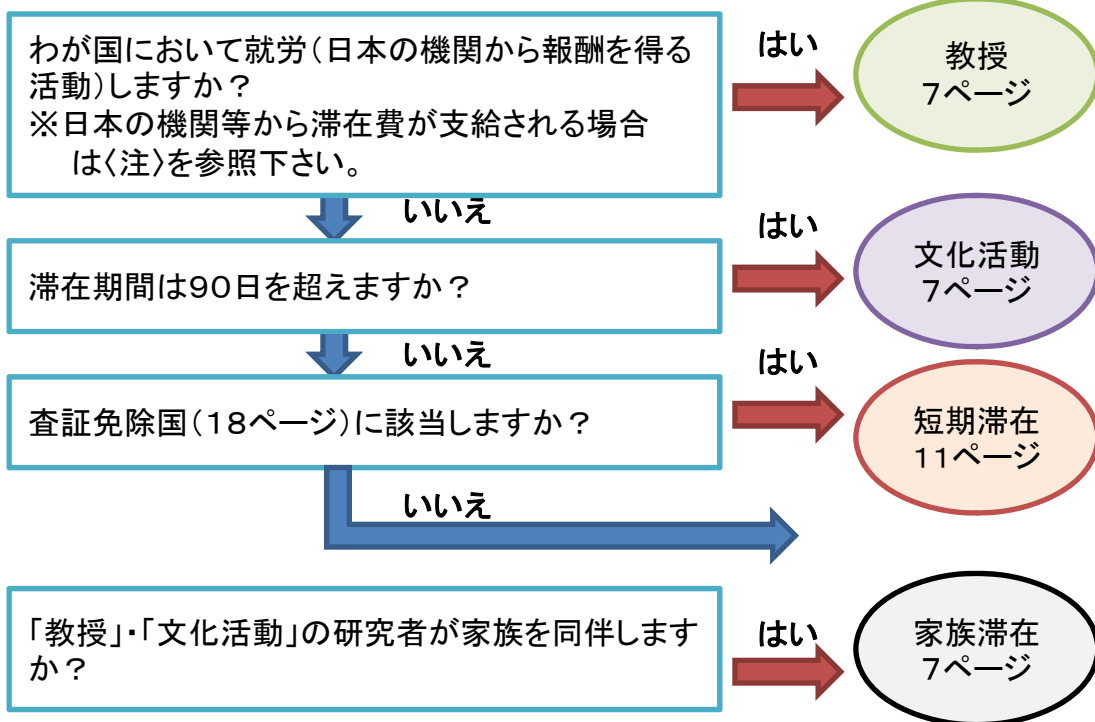 わが国において就労(日本の機関から報酬を得る
活動)しますか?
※日本の機関等から滞在費が支給される場合
は〈注〉を参照下さい。
はい
教授
7ページ
いいえ
滞在期間は90日を超えますか?
はい
文化活動
7ページ
いいえ
査証免除国(18ページ)に該当しますか?
はい
短期滞在
11ページ
いいえ
「教授」・「文化活動」の研究者が家族を同伴します
か?
はい
家族滞在
7ページ